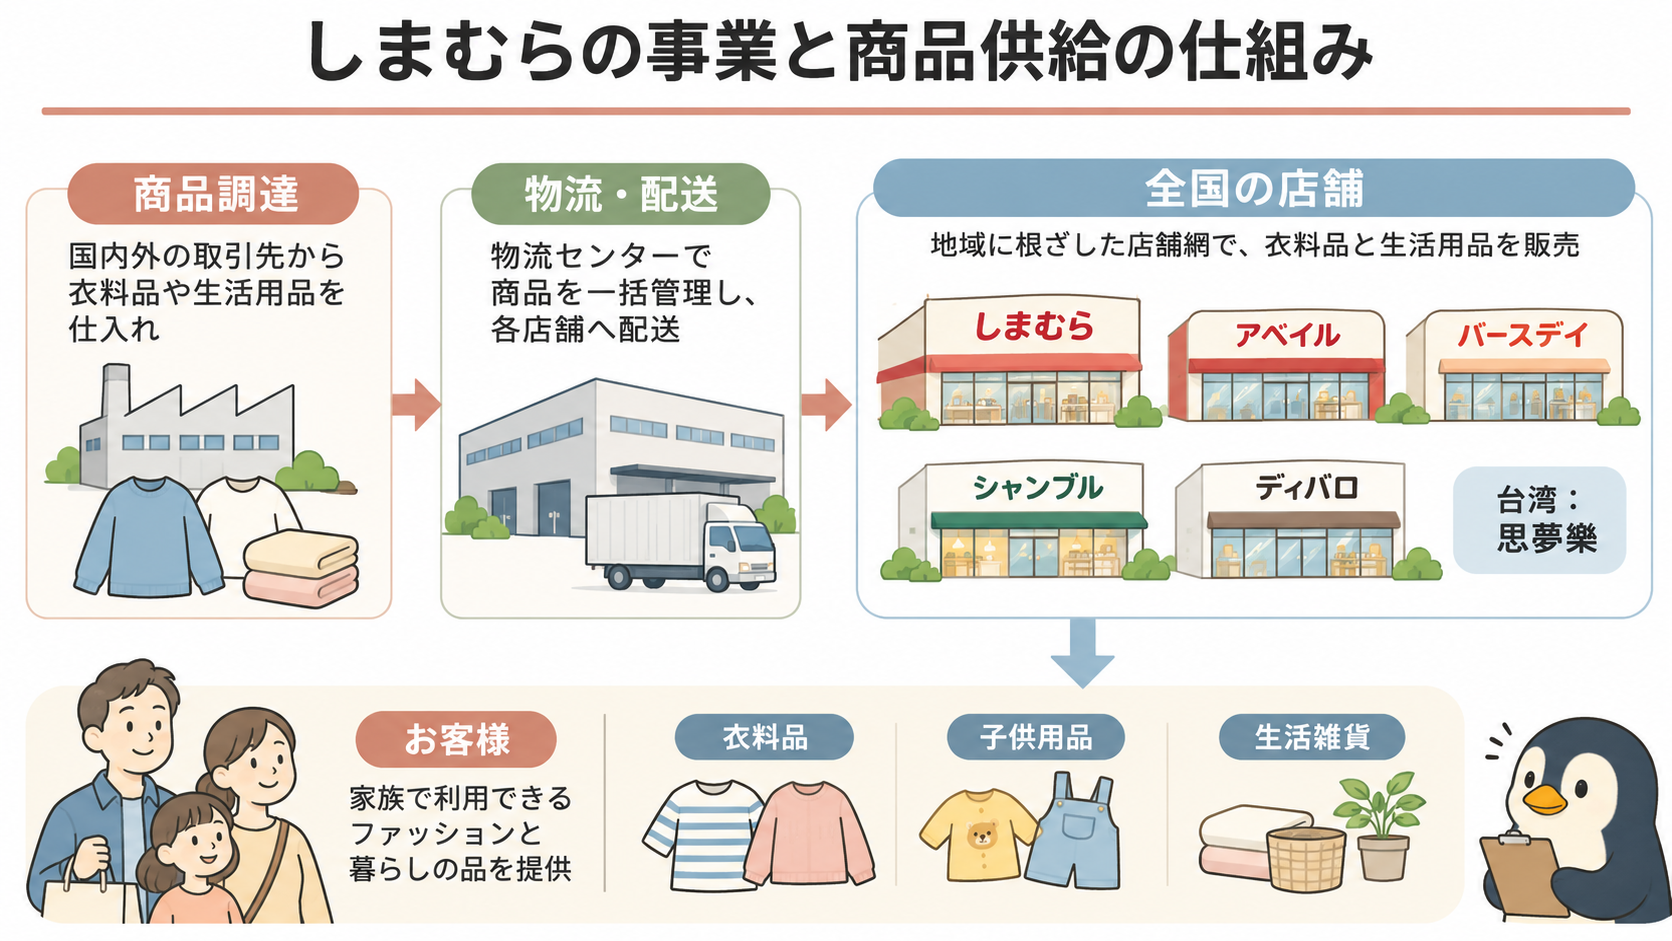 しまむらの事業と商品供給の仕組み
商品調達
国内外の取引先から
衣料品や生活用品を
仕入れ
物流・配送
物流センターで
商品を一括管理し、
各店舗へ配送
全国の店舗
地域に根ざした店舗網で、衣料品と生活用品を販売
しまむら
アベイル
バースデイ
シャンブル
ディバロ
台湾：
思夢樂
お客様
家族で利用できる
ファッションと
暮らしの品を提供
衣料品
子供用品
生活雑貨